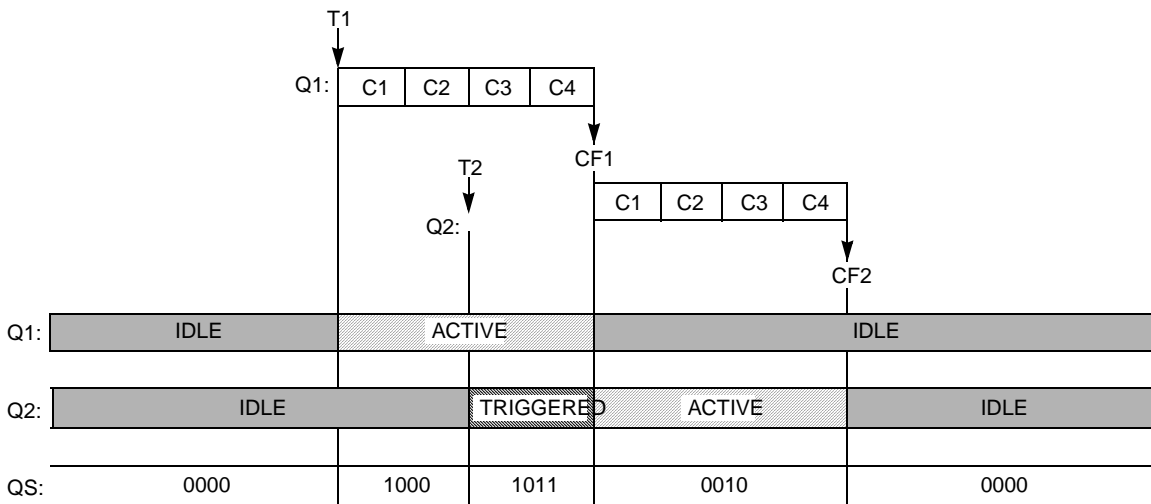 T1
Q1: C1 C2 C3 C4
CF1
T2
C1 C2 C3 C4
Q2:
CF2
Q1: IDLE ACTIVE IDLE
Q2: IDLE TRIGGERED ACTIVE IDLE
QS: 0000 1000 1011 0010 0000